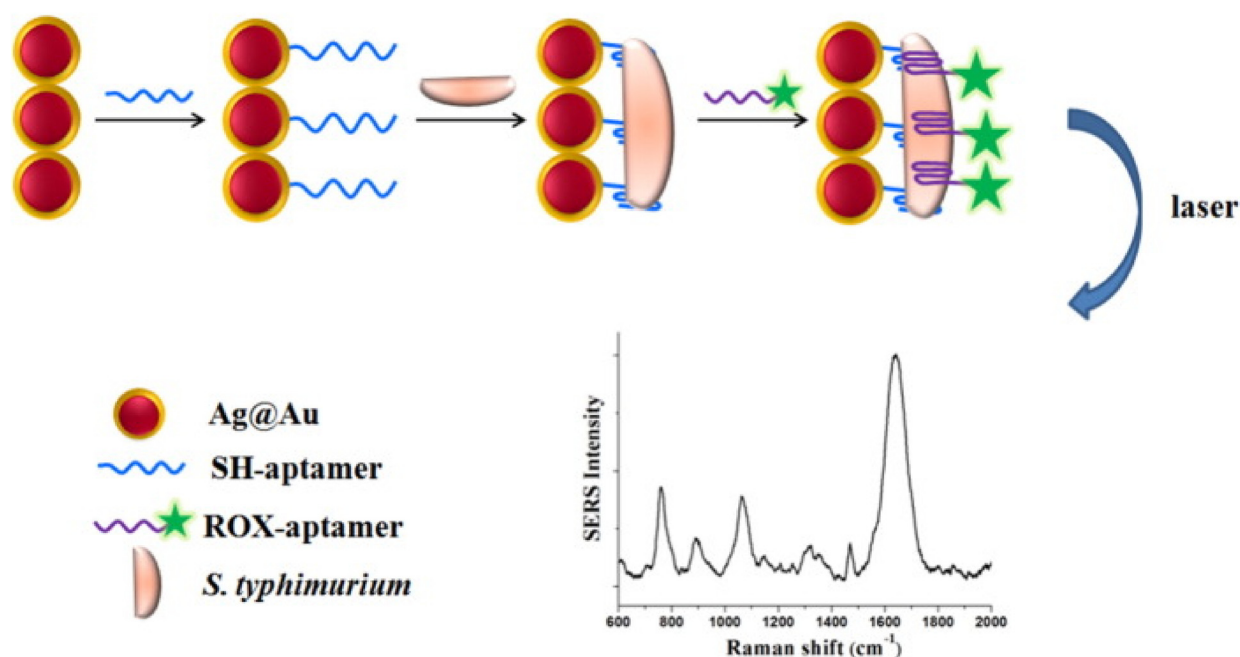 laser
Ag@Au
SH-aptamer
ROX-aptamer
S. typhimurium
SERS Intensity
600 800 1000 1200 1400 1600 1800 2000
Raman shift (cm⁻¹)